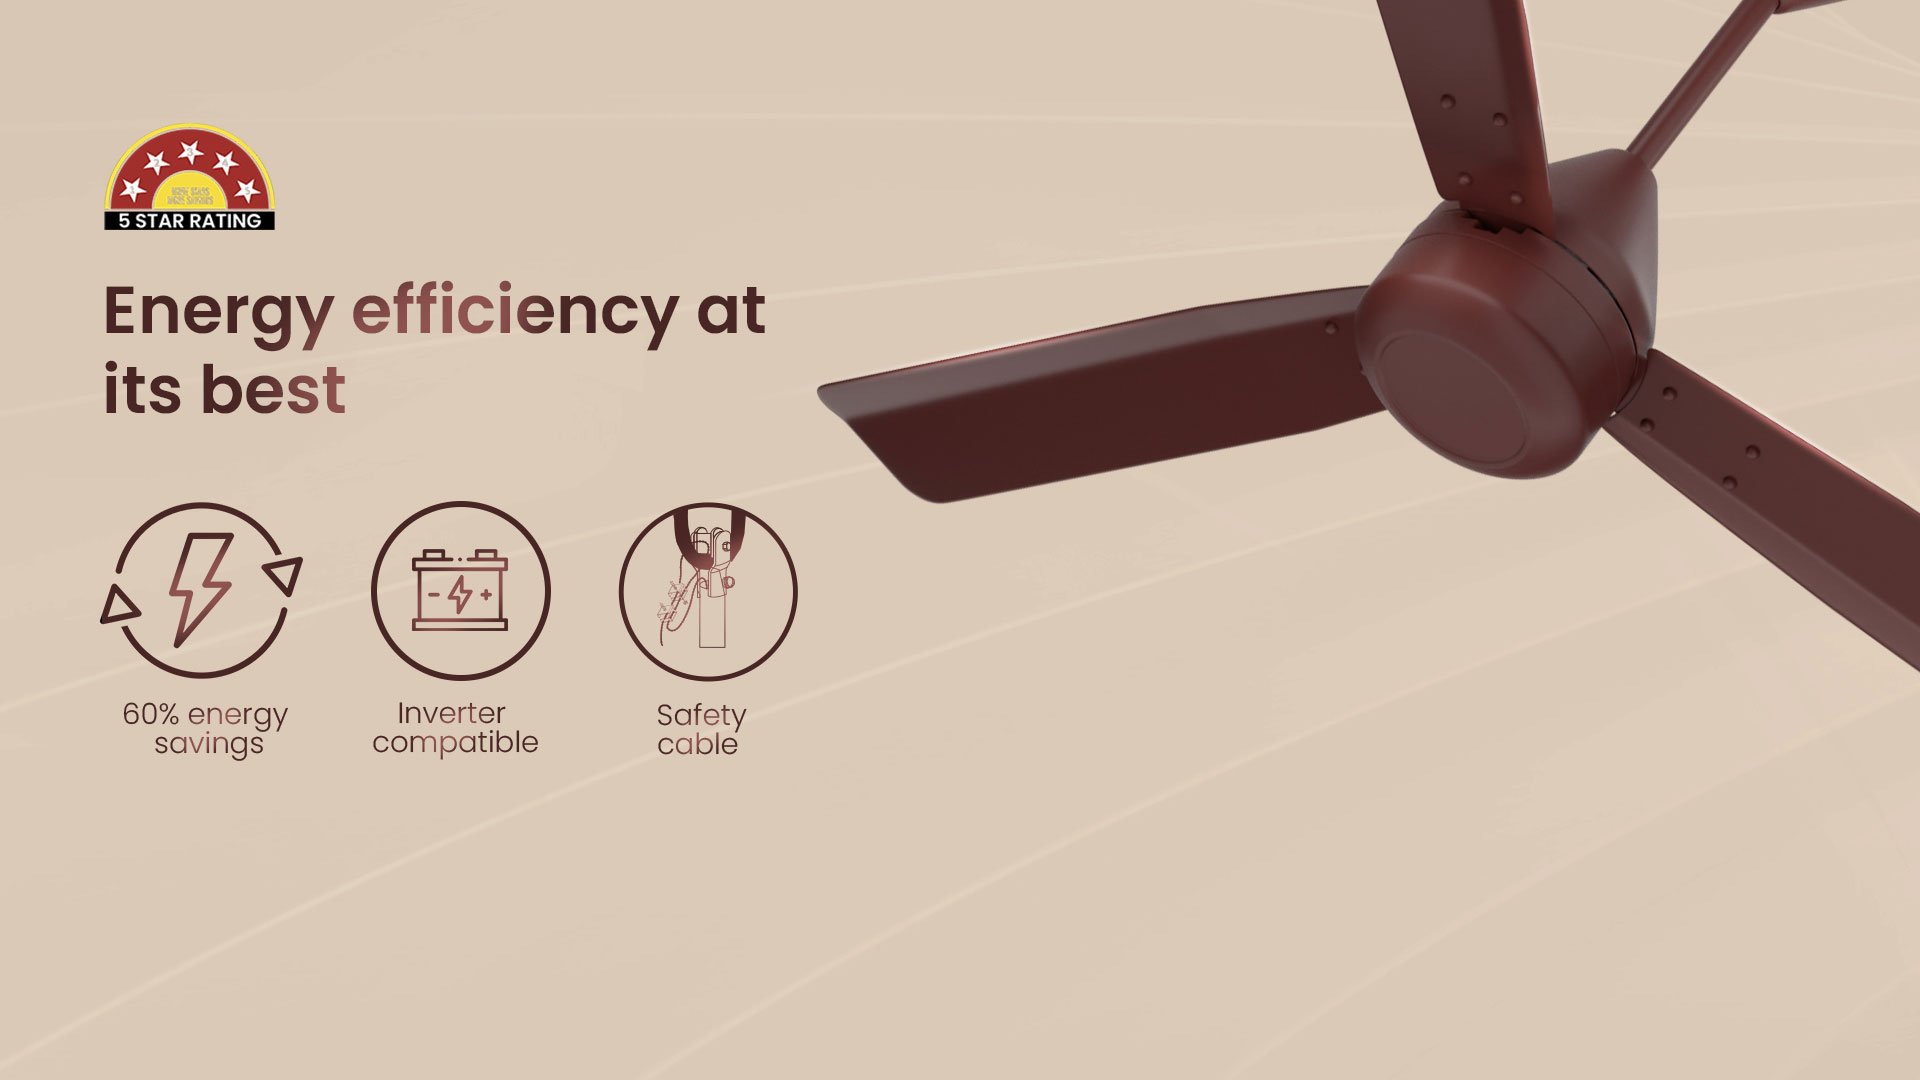 5 STAR RATING
Energy efficiency at
its best
60% energy
savings
Inverter
compatible
Safety
cable